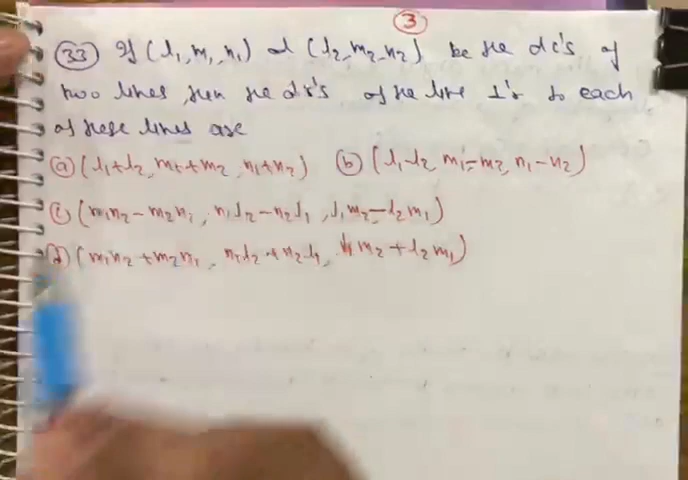 3
33 If (l₁, m₁, n₁) and (l₂, m₂, n₂) be the dc's of
two lines, then the dr's of the line ⊥r to each
of these lines are
(a) (l₁+l₂, m₁+m₂, n₁+n₂) (b) (l₁-l₂ m₁-m₂, n₁-n₂)
(c) (m₁n₂-m₂n₁, n₁l₂-n₂l₁, l₁m₂-l₂m₁)
(d) (m₁n₂+m₂n₁, n₁l₂+n₂l₁, l₁m₂+l₂m₁)